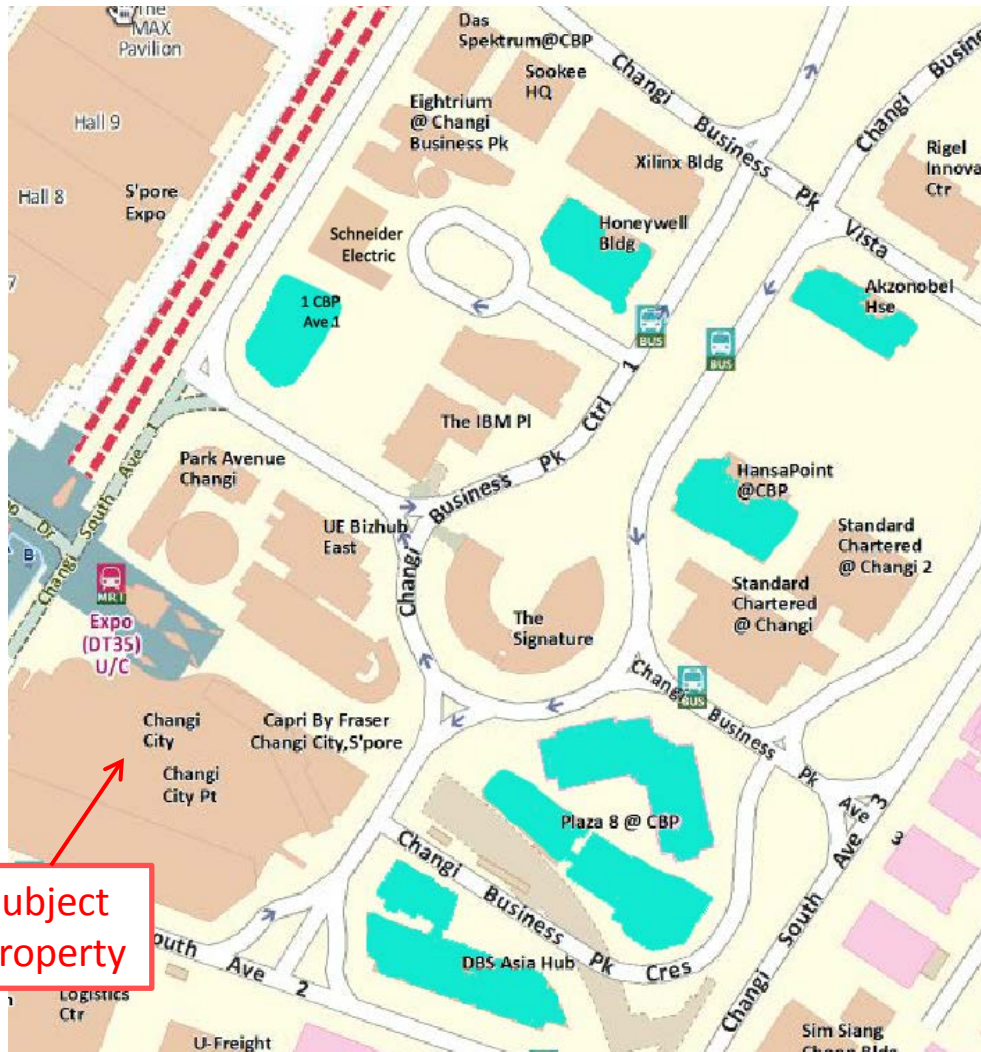 The
MAX
Pavilion
Das
Spektrum@CBP
Sookee
HQ
Changi Business Pk Vista
Changi
Hall 9
Eightrium
@ Changi
Business Pk
Xilinx Bldg
Rigel
Ctr
Hall 8
S'pore
Expo
Schneider
Electric
Honeywell
Bldg
1 CBP
Ave 1
BUS
BUS
Akzonobel
Hse
The IBM Pl
Changi Business Pk Ctrl 1
Park Avenue
Changi
HansaPoint
@CBP
UE Bizhub
East
Standard
Chartered
@ Changi 2
Changi South Ave 1
Dr
B
MRT
Expo
(DT35)
U/C
The
Signature
Standard
Chartered
@ Changi
BUS
Changi Business Pk Ave 3
Changi
City
Changi
City Pt
Capri By Fraser
Changi City,S'pore
Plaza 8 @ CBP
3
Changi South Ave
Changi Business Pk Cres
ubject
roperty
outh Ave 2
DBS Asia Hub
Logistics
Ctr
U-Freight
Sim Siang